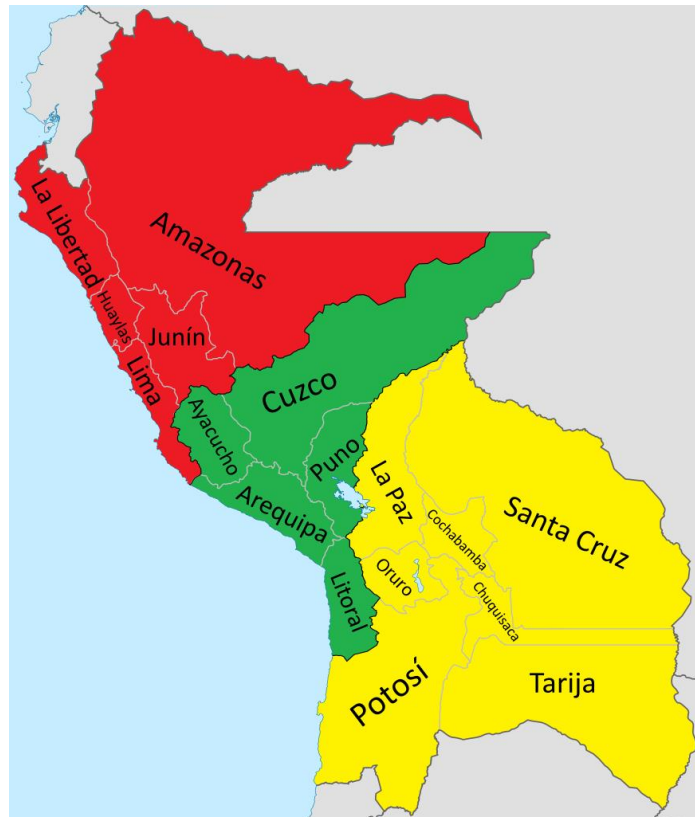 La Libertad
Amazonas
Huaylas
Junín
Lima
Cuzco
Ayacucho
Puno
Arequipa
La Paz
Santa Cruz
Cochabamba
Oruro
Litoral
Chuquisaca
Potosí
Tarija